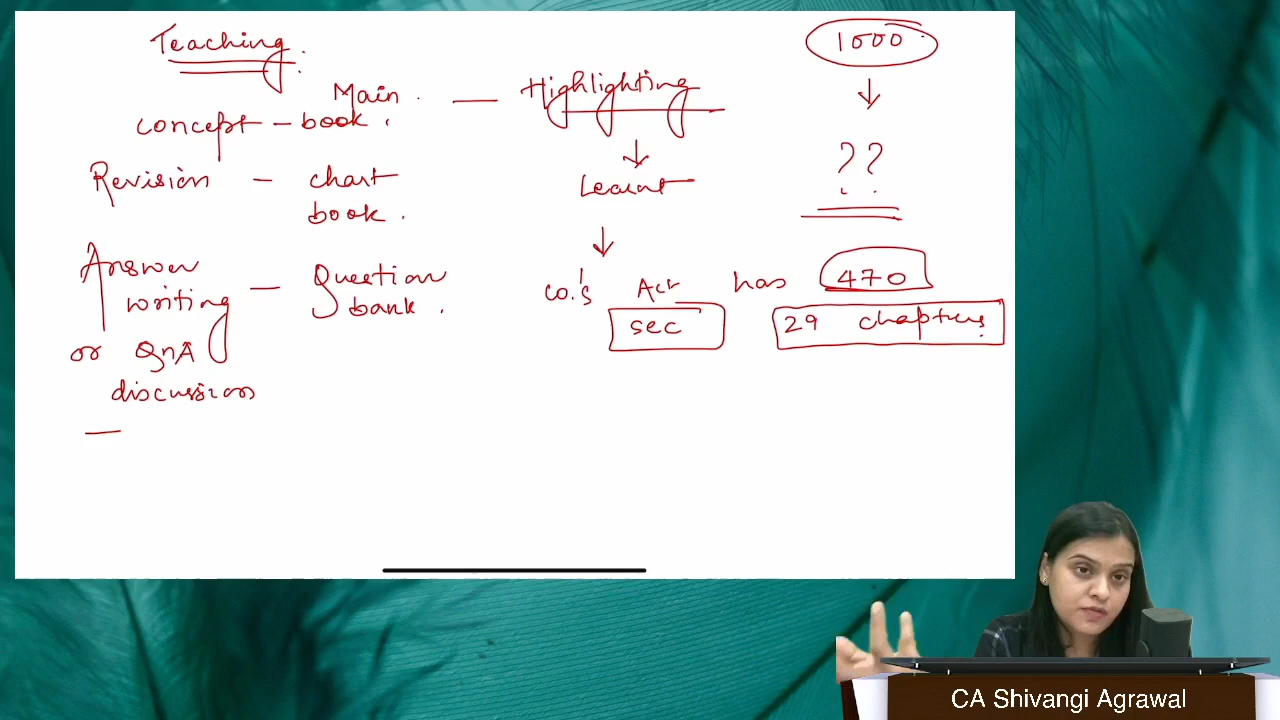 Teaching
Main
concept - book.
Revision - chart
book.
Answer
writing - Question
bank.
or QnA
discussion
—
— Highlighting
↓
Learnt
↓
co.'s Act has 470
sec 29 chapters.
1000
↓
??
CA Shivangi Agrawal